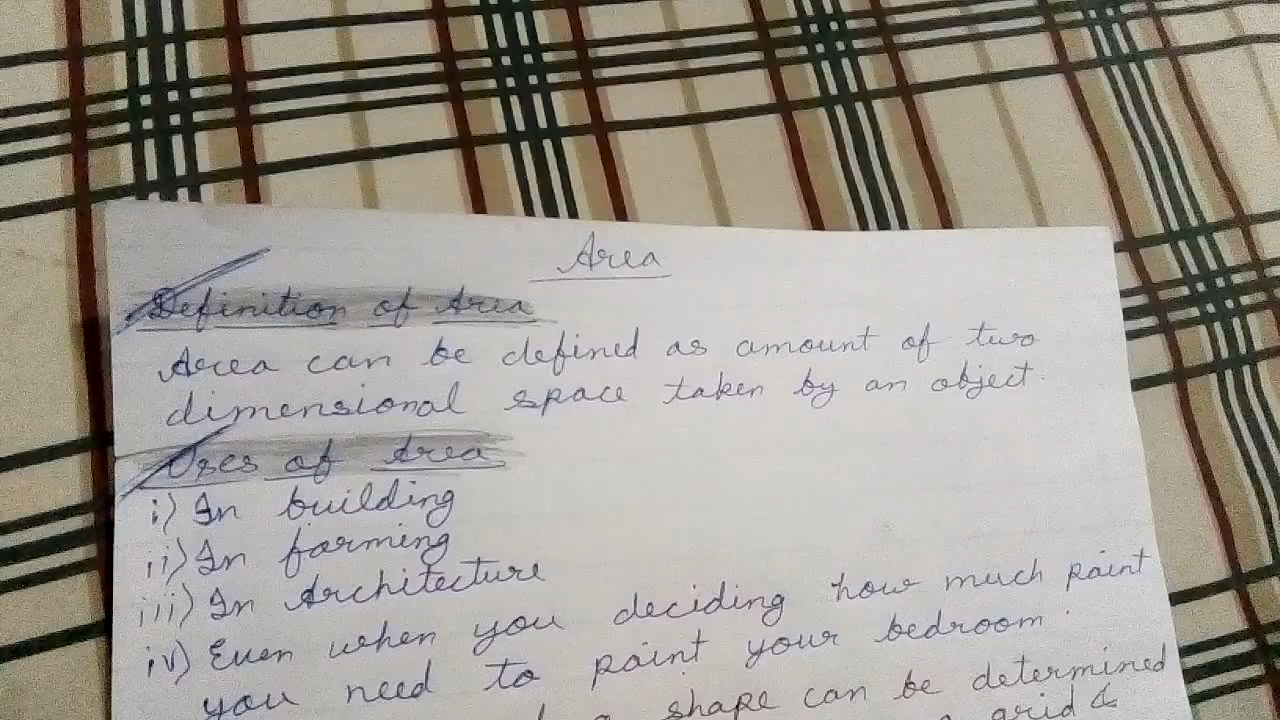 Area
Definition of Area
Area can be defined as amount of two
dimensional space taken by an object.
Uses of Area
i) In building
ii) In farming
iii) In Architecture
iv) Even when you deciding how much paint
you need to paint your bedroom.
a shape can be determined
grid &